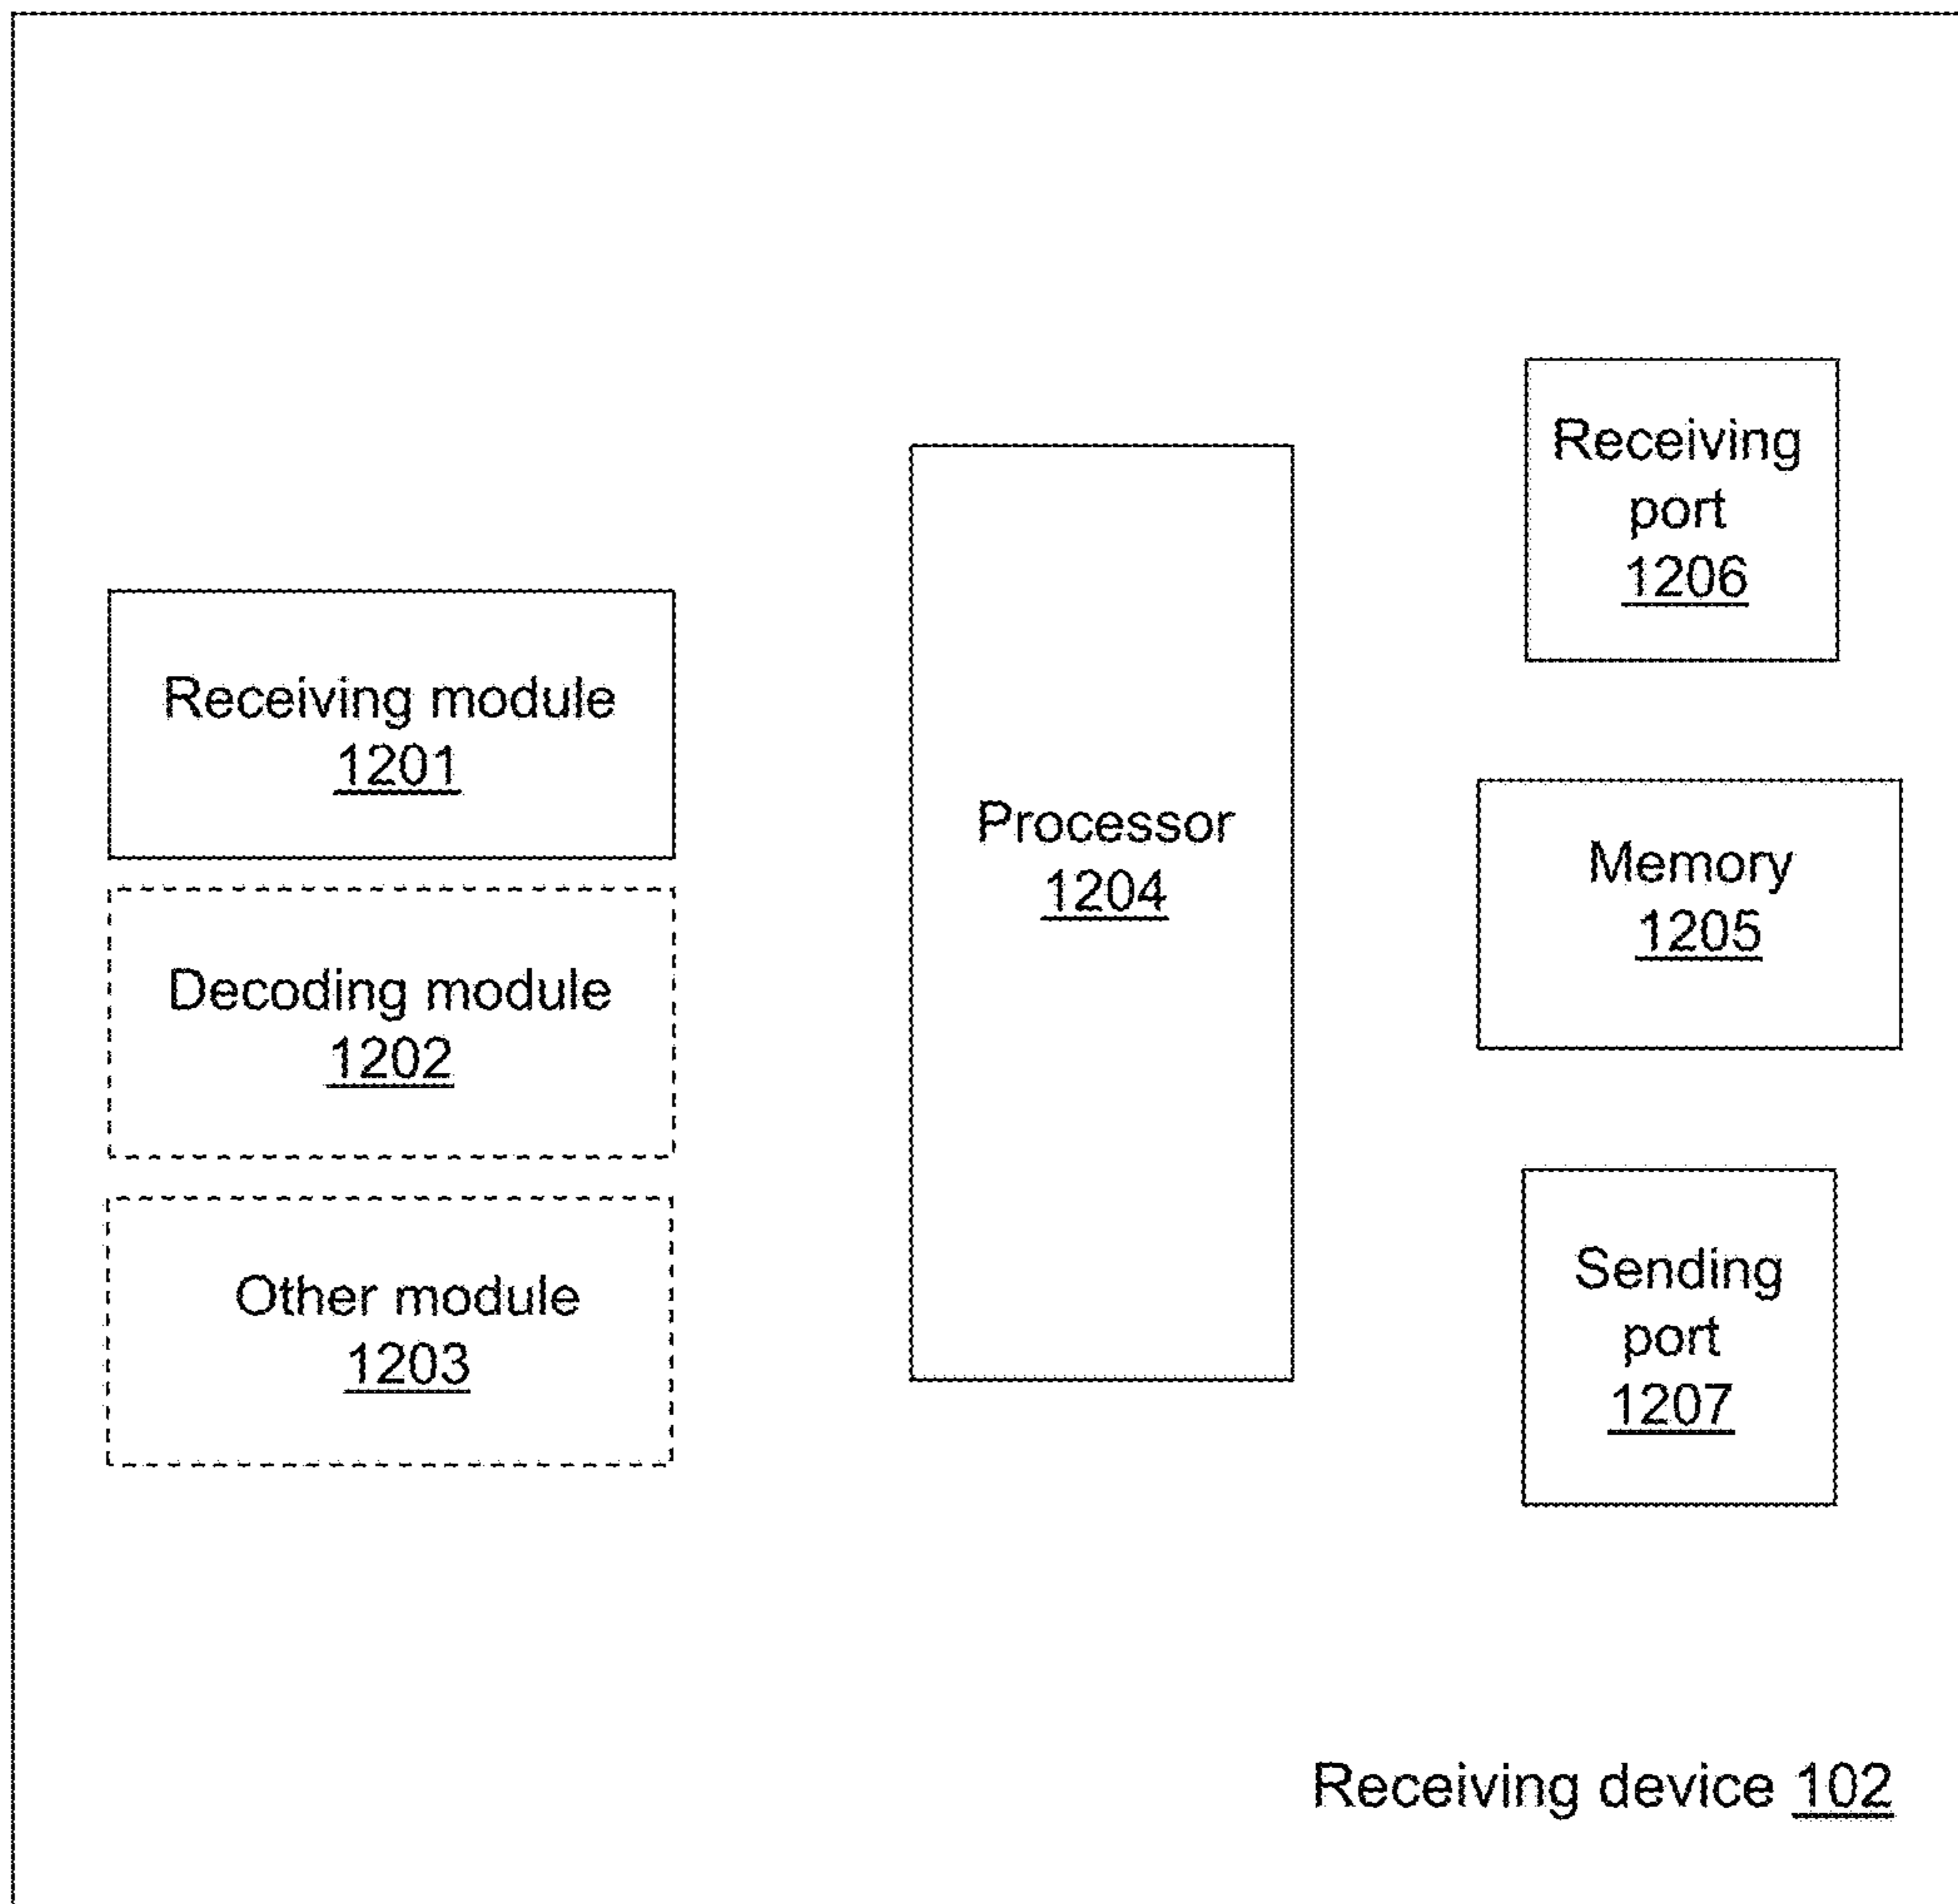 Receiving module
1201
Decoding module
1202
Other module
1203
Processor
1204
Receiving
port
1206
Memory
1205
Sending
port
1207
Receiving device 102